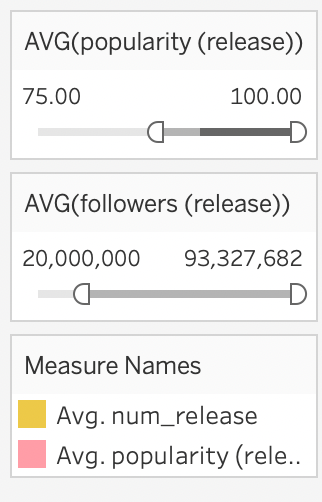 AVG(popularity (release))
75.00 100.00
AVG(followers (release))
20,000,000 93,327,682
Measure Names
Avg. num_release
Avg. popularity (rele..